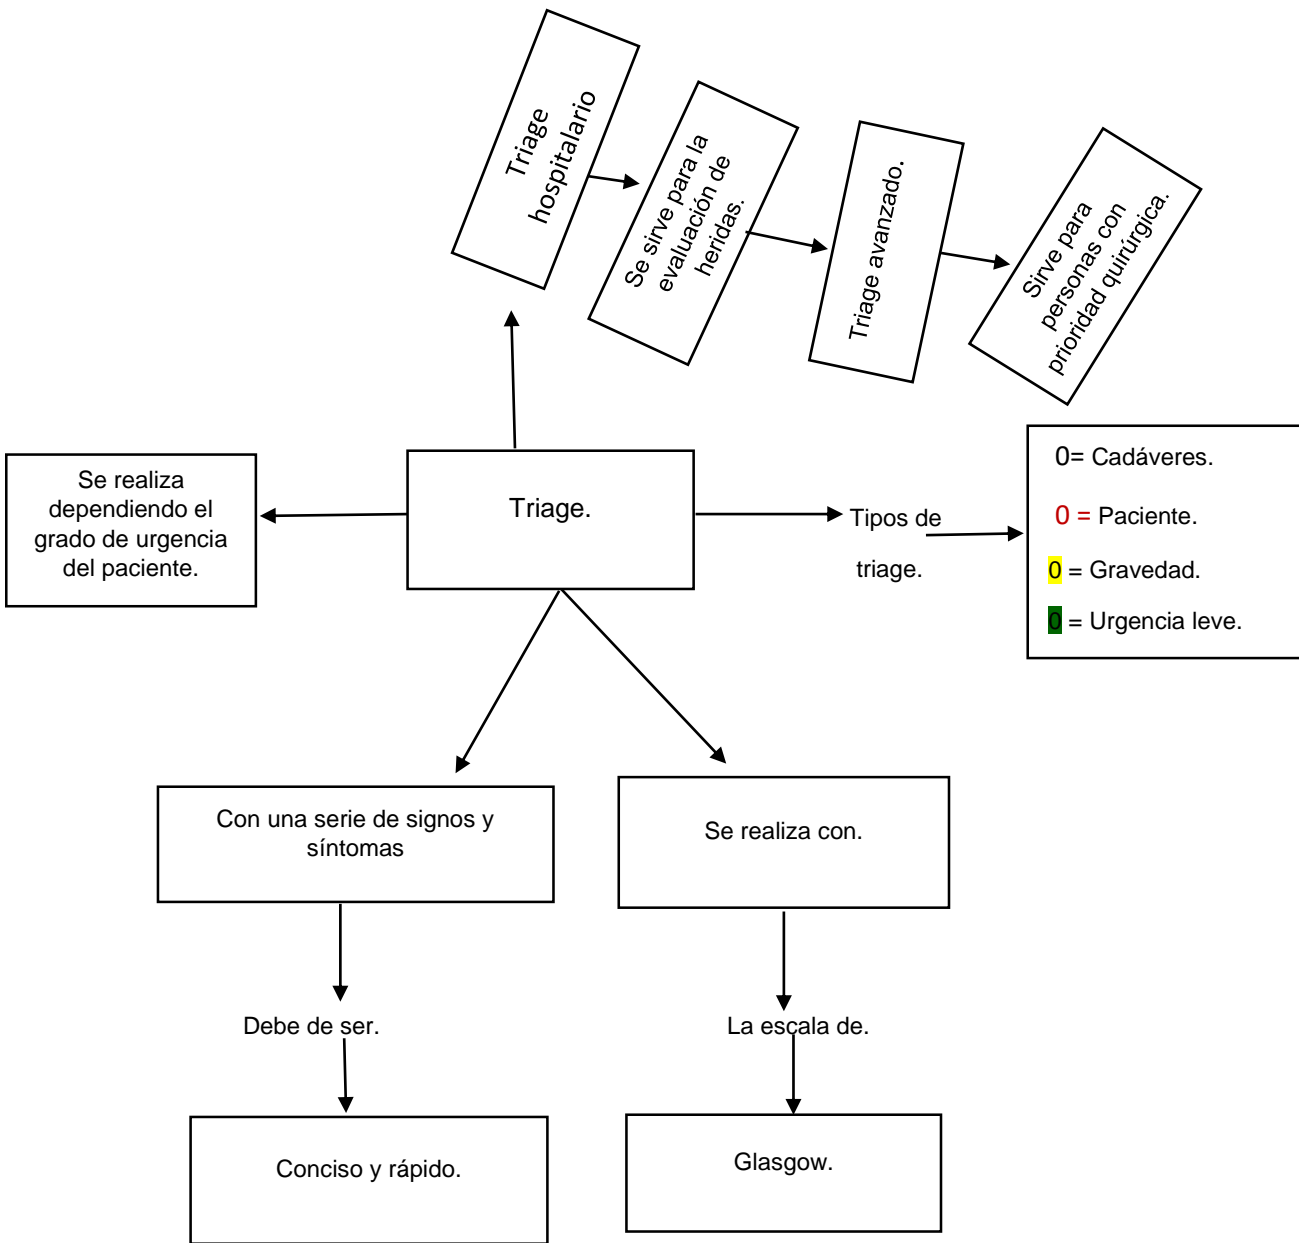 Triage
hospitalario
Se sirve para la
evaluación de
heridas.
Triage avanzado.
Sirve para
personas con
prioridad quirúrgica.
Se realiza
dependiendo el
grado de urgencia
del paciente.
Triage.
Tipos de
triage.
0= Cadáveres.
0 = Paciente.
0 = Gravedad.
0 = Urgencia leve.
Con una serie de signos y
síntomas
Se realiza con.
Debe de ser.
La escala de.
Conciso y rápido.
Glasgow.